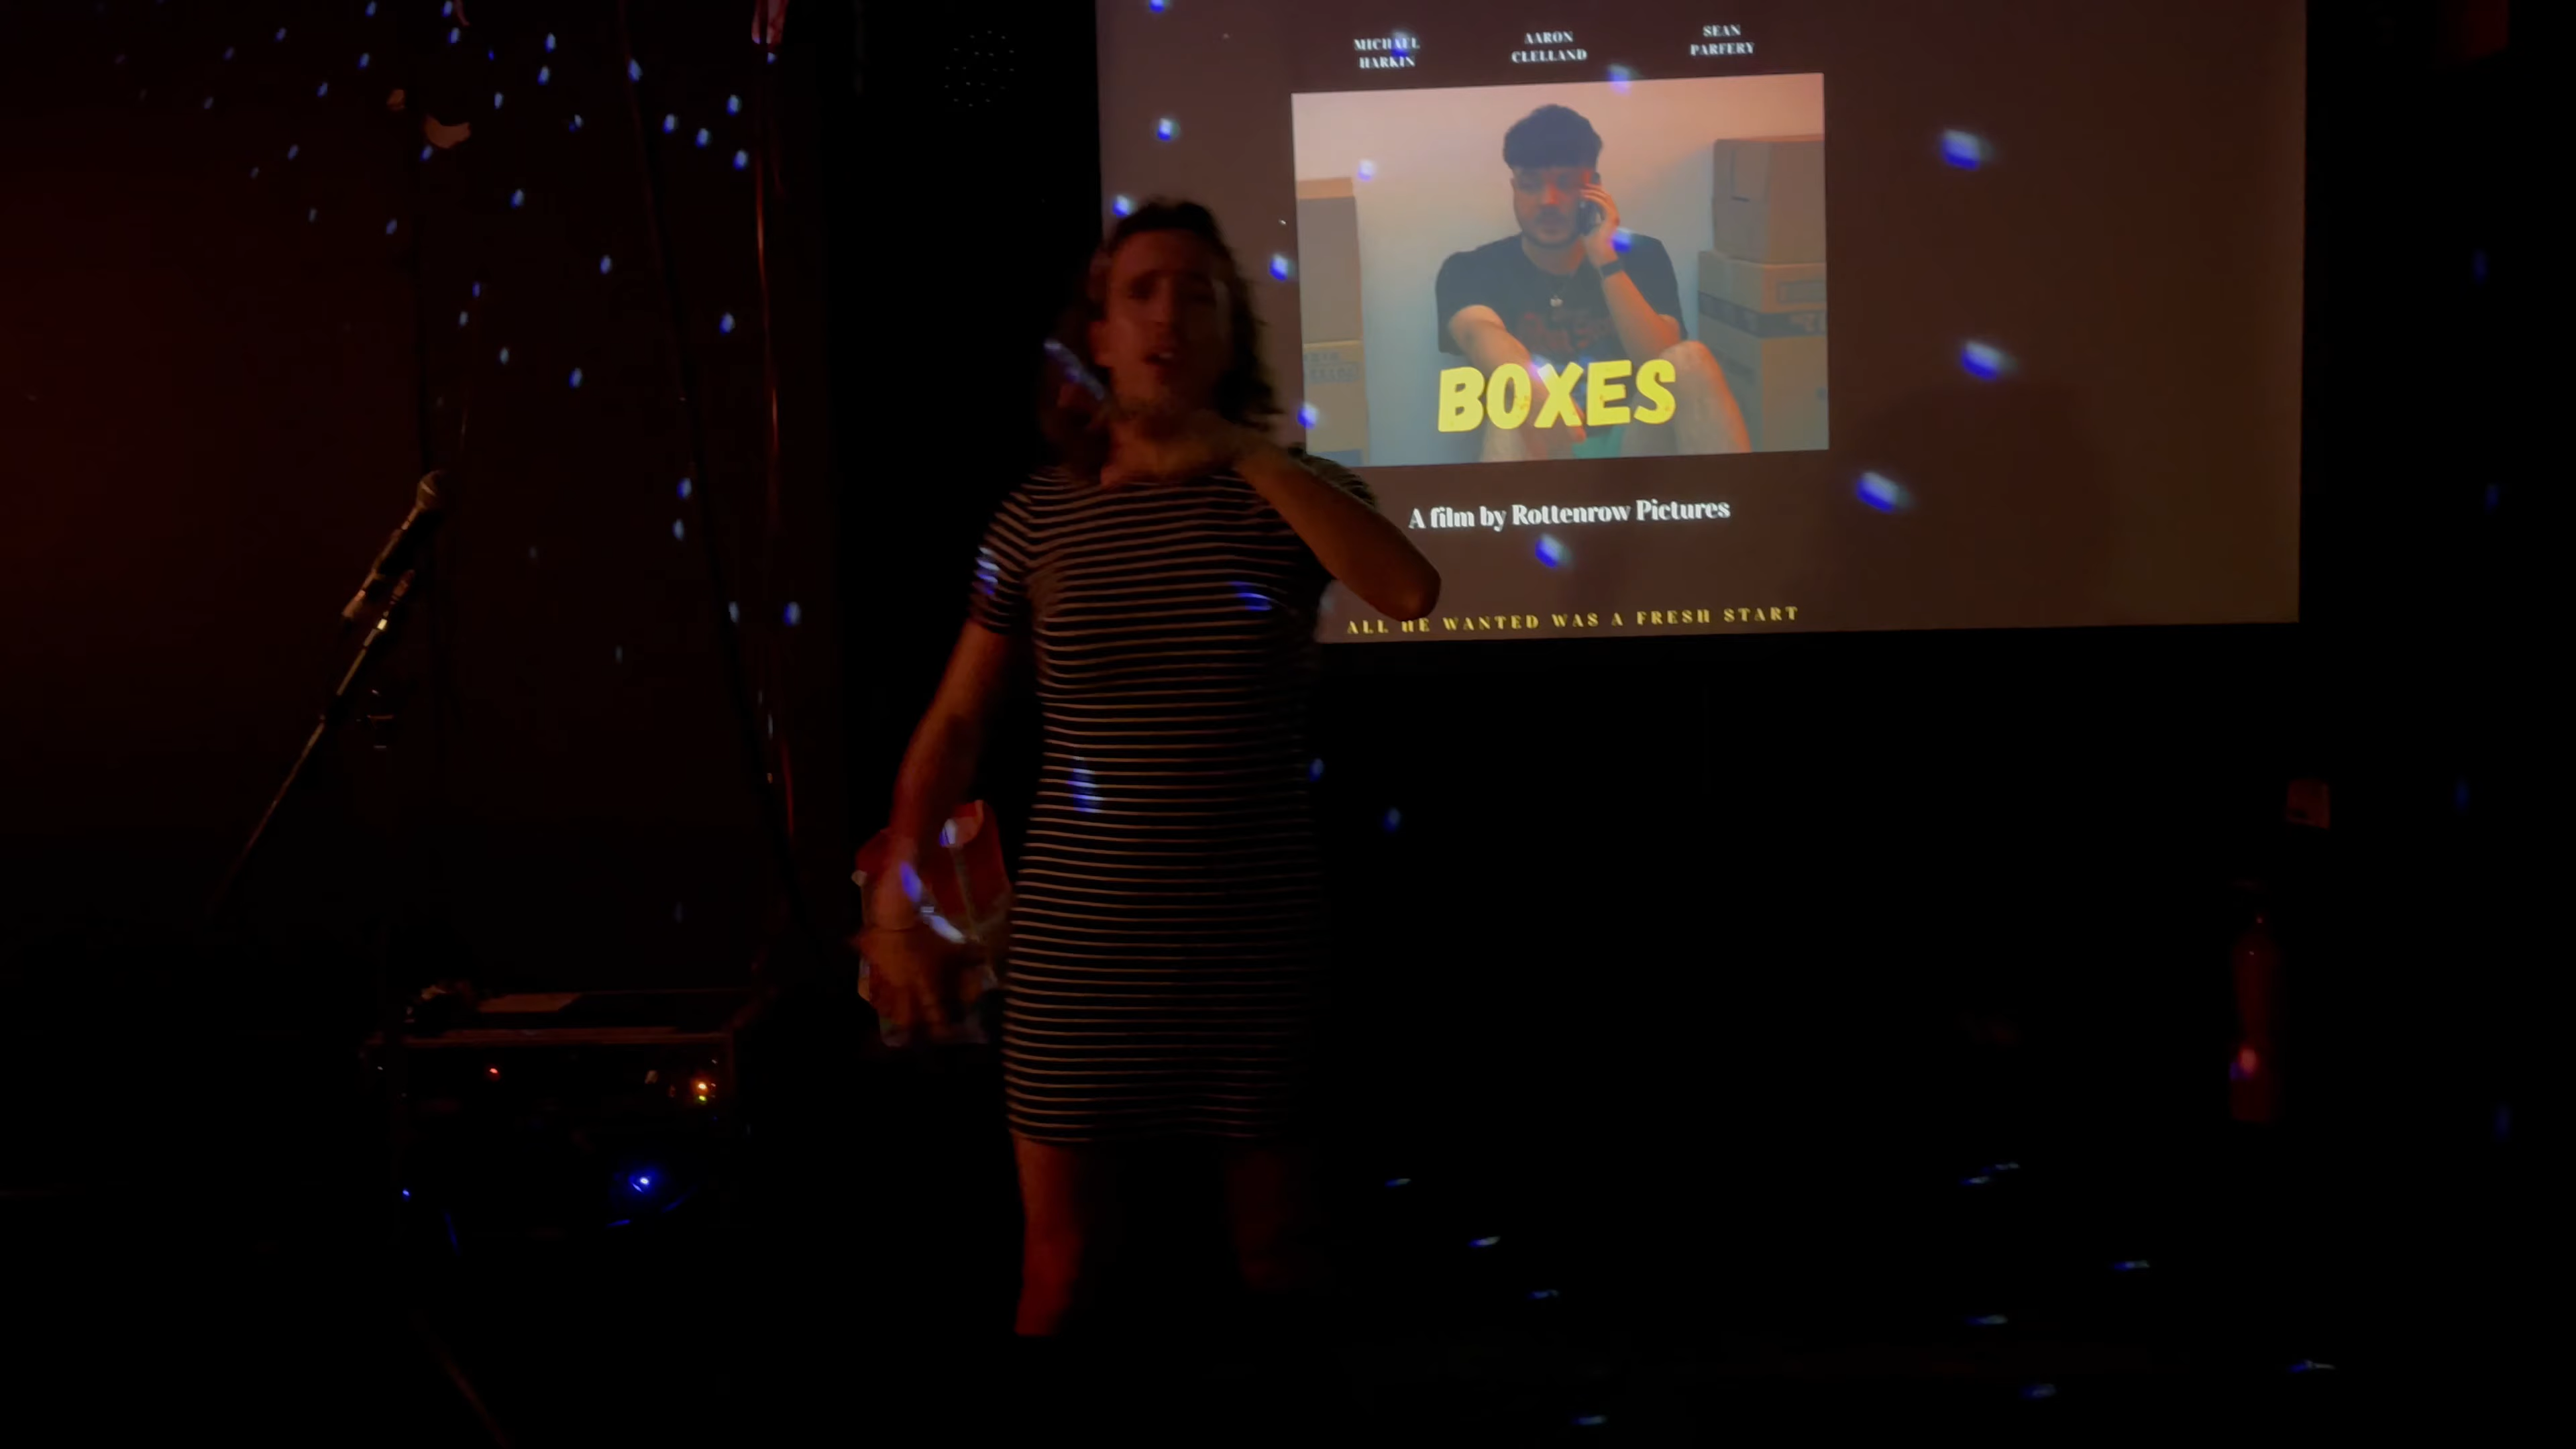 MICHAEL
HARKIN
AARON
CLELLAND
SEAN
PARFERY
BOXES
A film by Rottenrow Pictures
ALL HE WANTED WAS A FRESH START